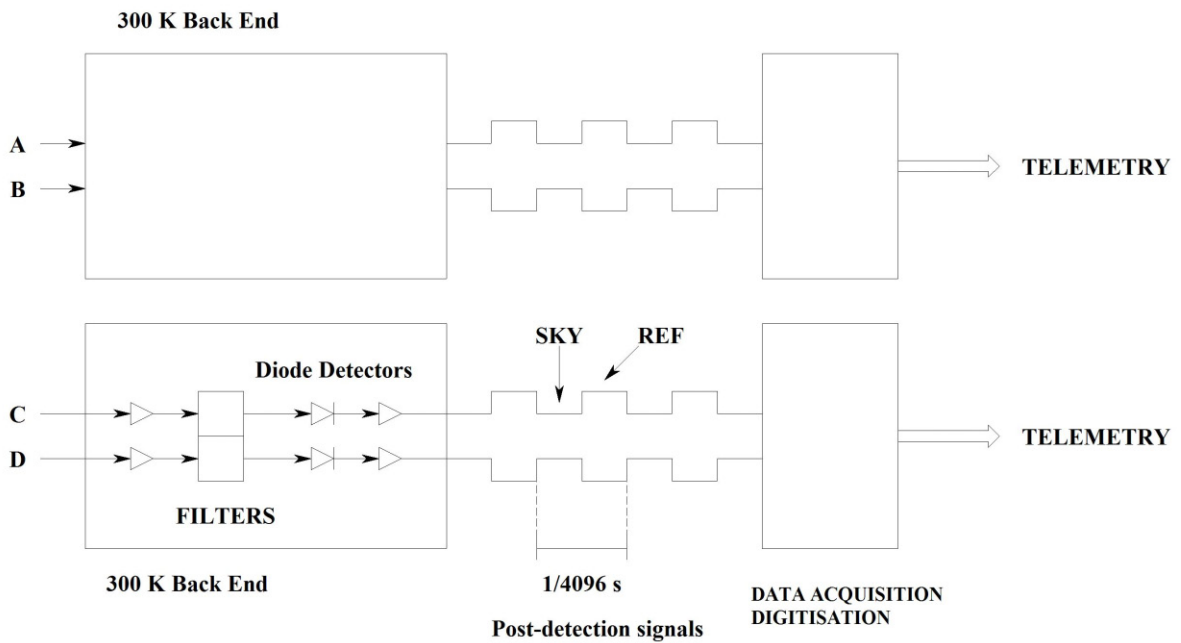 300 K Back End
A
B
TELEMETRY
SKY
REF
Diode Detectors
C
D
TELEMETRY
FILTERS
300 K Back End
1/4096 s
DATA ACQUISITION
DIGITISATION
Post-detection signals